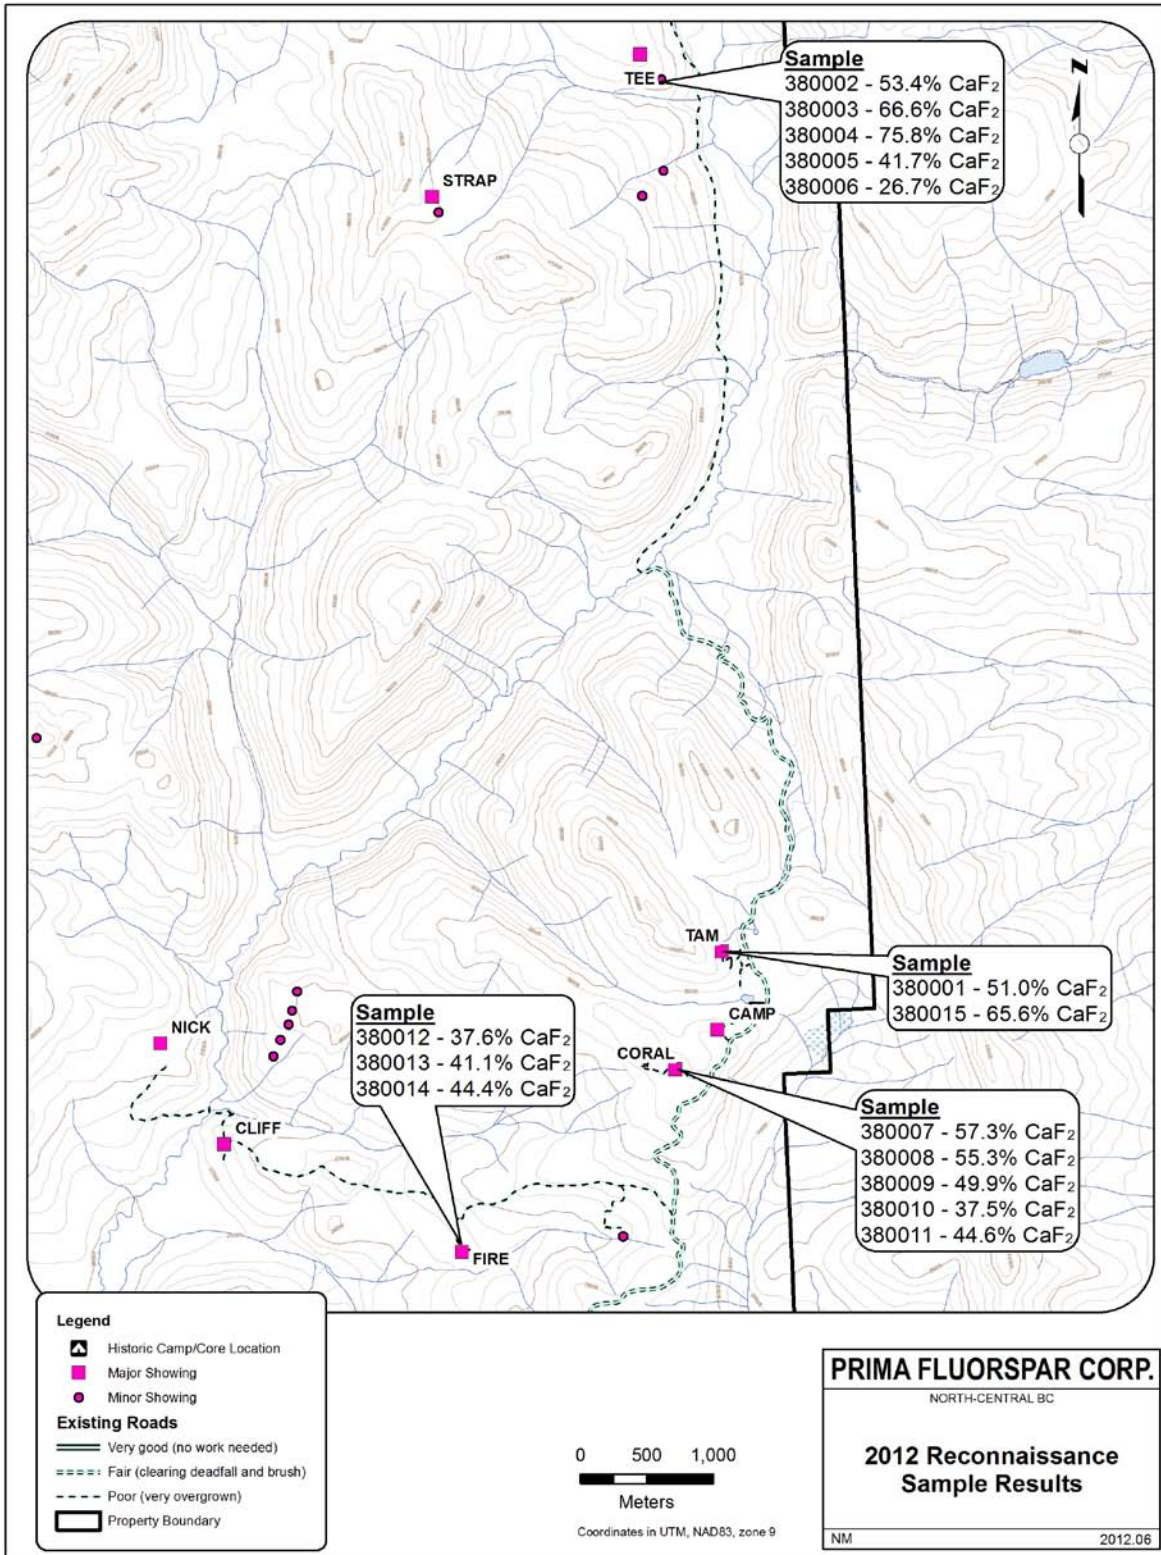 TEE
Sample
380002 - 53.4% CaF₂
380003 - 66.6% CaF₂
380004 - 75.8% CaF₂
380005 - 41.7% CaF₂
380006 - 26.7% CaF₂
N
STRAP
TAM
Sample
380001 - 51.0% CaF₂
380015 - 65.6% CaF₂
NICK
Sample
380012 - 37.6% CaF₂
380013 - 41.1% CaF₂
380014 - 44.4% CaF₂
CAMP
CORAL
CLIFF
Sample
380007 - 57.3% CaF₂
380008 - 55.3% CaF₂
380009 - 49.9% CaF₂
380010 - 37.5% CaF₂
380011 - 44.6% CaF₂
FIRE
Legend
Historic Camp/Core Location
Major Showing
Minor Showing
Existing Roads
Very good (no work needed)
Fair (clearing deadfall and brush)
Poor (very overgrown)
Property Boundary
0 500 1,000
Meters
Coordinates in UTM, NAD83, zone 9
PRIMA FLUORSPAR CORP.
NORTH-CENTRAL BC
2012 Reconnaissance
Sample Results
NM 2012.06